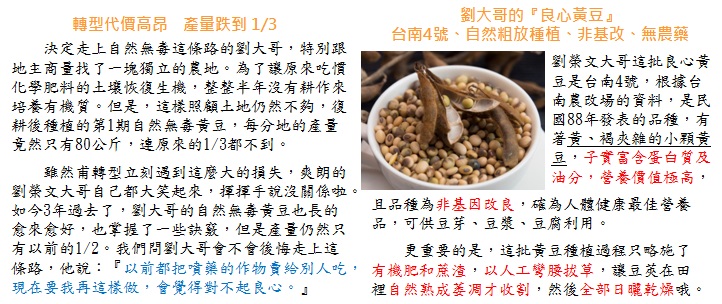 轉型代價高昂　產量跌到 1/3
決定走上自然無毒這條路的劉大哥，特別跟
地主商量找了一塊獨立的農地。為了讓原來吃慣
化學肥料的土壤恢復生機，整整半年沒有耕作來
培養有機質。但是，這樣照顧土地仍然不夠，復
耕後種植的第1期自然無毒黃豆，每分地的產量
竟然只有80公斤，連原來的1/3都不到。
雖然甫轉型立刻遇到這麼大的損失，爽朗的
劉榮文大哥自己都大笑起來，揮揮手說沒關係啦。
如今3年過去了，劉大哥的自然無毒黃豆也長的
愈來愈好，也掌握了一些訣竅，但是產量仍然只
有以前的1/2。我們問劉大哥會不會後悔走上這
條路，他說：『以前都把噴藥的作物賣給別人吃，
現在要我再這樣做，會覺得對不起良心。』
劉大哥的『良心黃豆』
台南4號、自然粗放種植、非基改、無農藥
劉榮文大哥這批良心黃
豆是台南4號，根據台
南農改場的資料，是民
國88年發表的品種，有
著黃、褐夾雜的小顆黃
豆，子實富含蛋白質及
油分，營養價值極高，
且品種為非基因改良，確為人體健康最佳營養
品，可供豆芽、豆漿、豆腐利用。
更重要的是，這批黃豆種植過程只略施了
有機肥和蔗渣，以人工彎腰拔草，讓豆莢在田
裡自然熟成萎凋才收割，然後全部日曬乾燥哦。